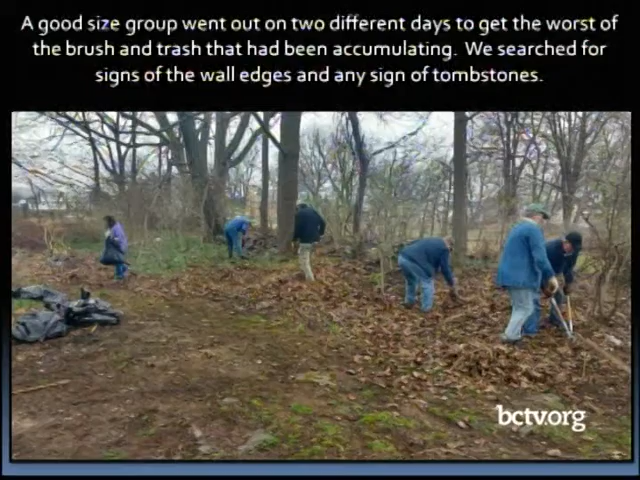 A good size group went out on two different days to get the worst of
the brush and trash that had been accumulating. We searched for
signs of the wall edges and any sign of tombstones.
bctv.org